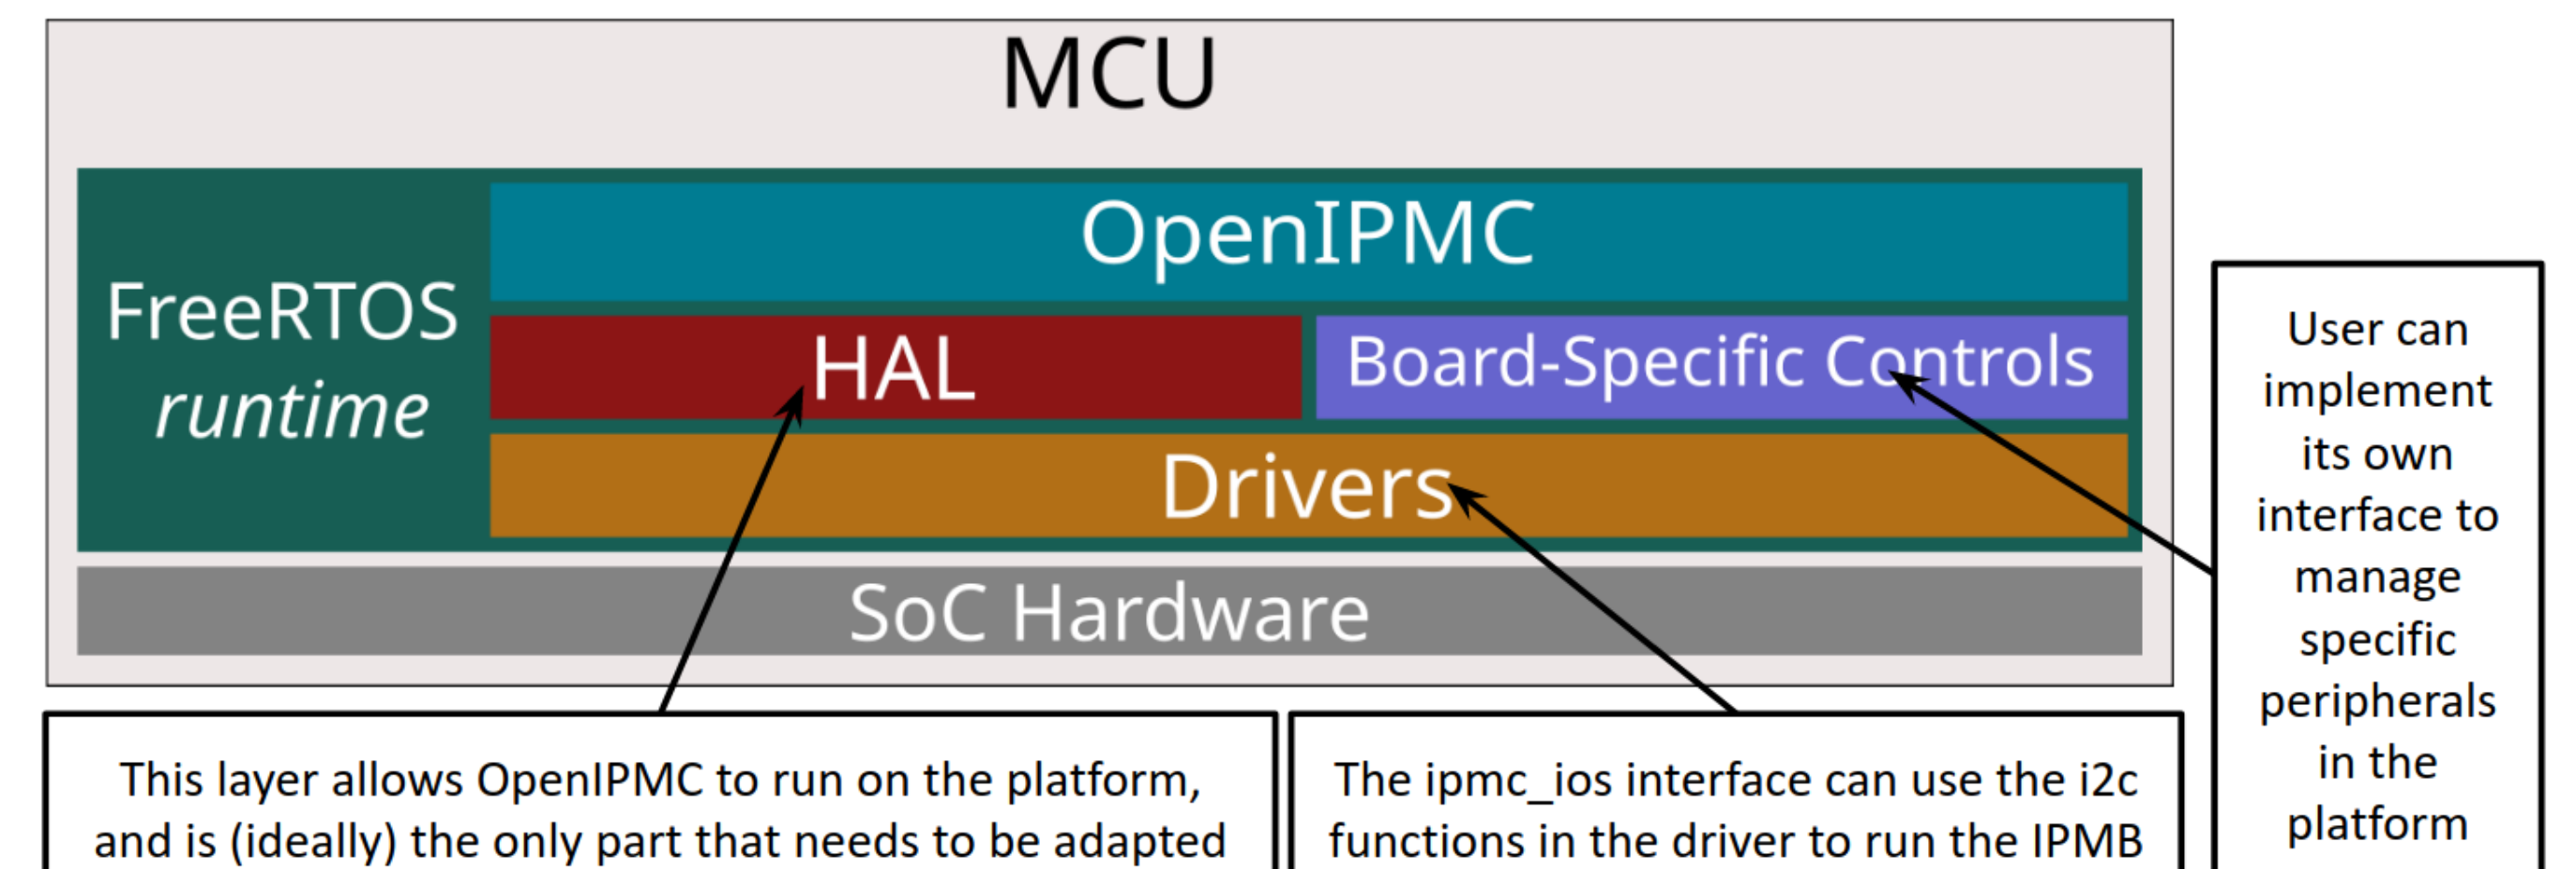 MCU
OpenIPMC
FreeRTOS
runtime
HAL
Board-Specific Controls
Drivers
SoC Hardware
User can
implement
its own
interface to
manage
specific
peripherals
in the
platform
This layer allows OpenIPMC to run on the platform,
and is (ideally) the only part that needs to be adapted
The ipmc_ios interface can use the i2c
functions in the driver to run the IPMB